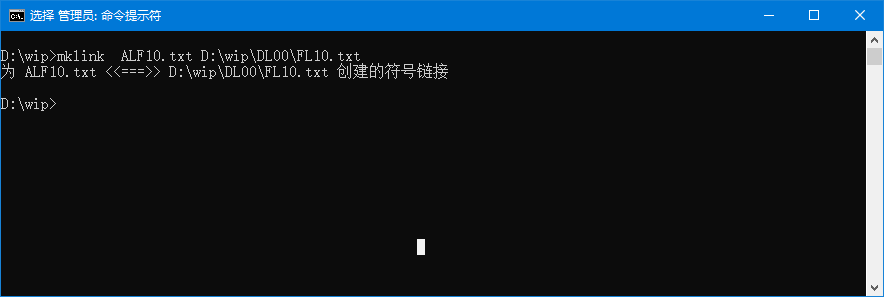 选择 管理员: 命令提示符
D:\wip>mklink  ALF10.txt D:\wip\DL00\FL10.txt
为 ALF10.txt <<===>> D:\wip\DL00\FL10.txt 创建的符号链接
D:\wip>